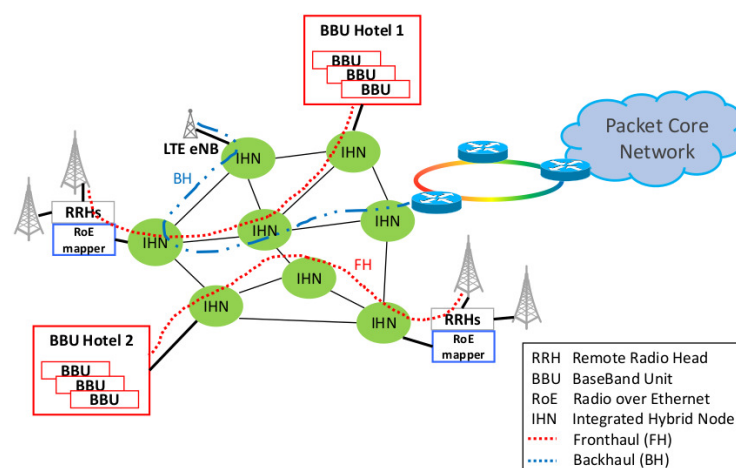 BBU Hotel 1
BBU
BBU
BBU
Packet Core
Network
LTE eNB
IHN
IHN
BH
RRHs
RoE
mapper
IHN
IHN
IHN
FH
IHN
IHN
IHN
RRHs
RoE
mapper
BBU Hotel 2
BBU
BBU
BBU
RRH Remote Radio Head
BBU BaseBand Unit
RoE Radio over Ethernet
IHN Integrated Hybrid Node
Fronthaul (FH)
Backhaul (BH)